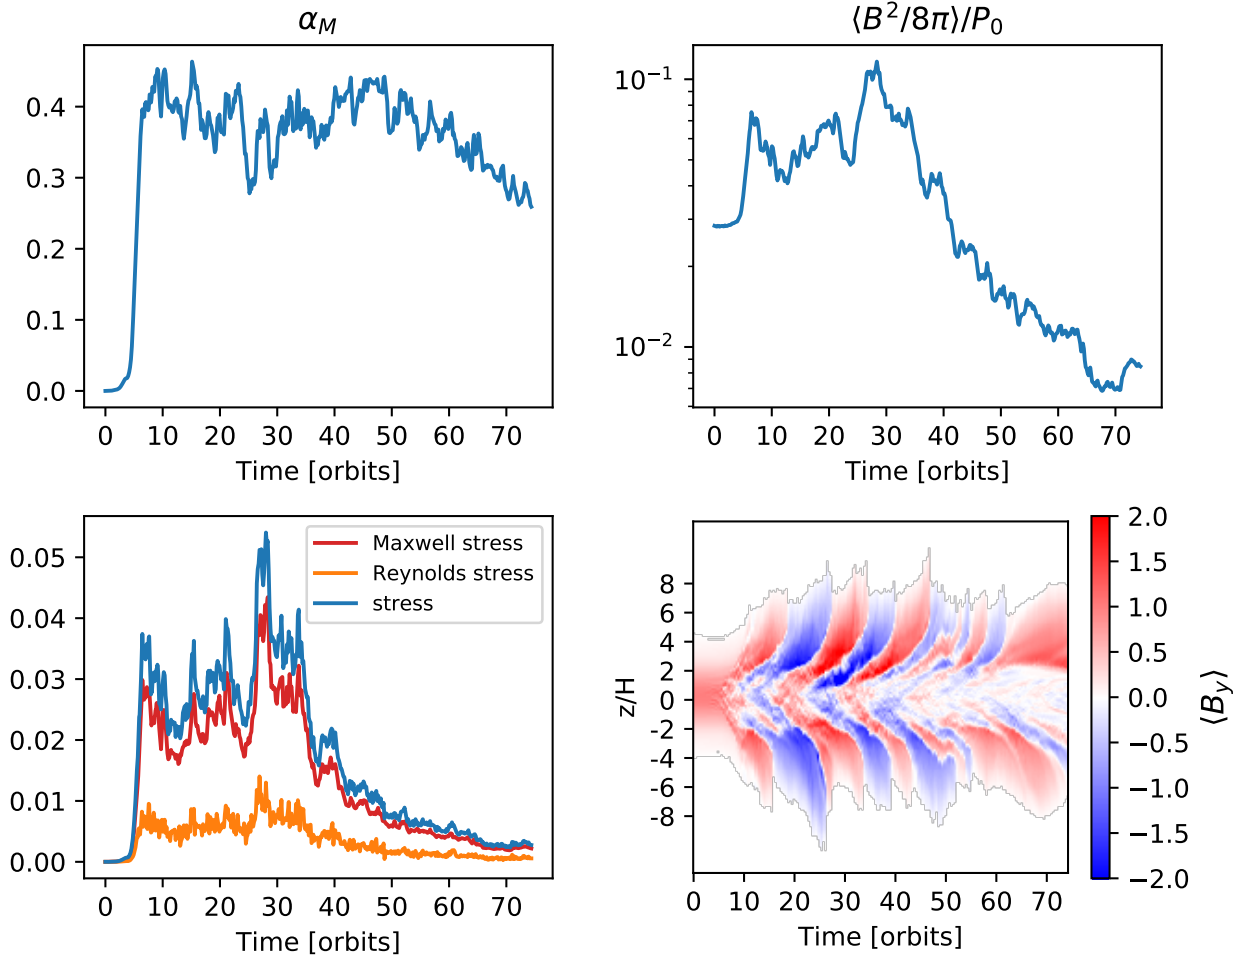 α_M
0.4
0.3
0.2
0.1
0.0
0 10 20 30 40 50 60 70
Time [orbits]
⟨B²/8π⟩/P₀
10⁻¹
10⁻²
0 10 20 30 40 50 60 70
Time [orbits]
Maxwell stress
Reynolds stress
stress
0.05
0.04
0.03
0.02
0.01
0.00
0 10 20 30 40 50 60 70
Time [orbits]
z/H
8
6
4
2
0
-2
-4
-6
-8
0 10 20 30 40 50 60 70
Time [orbits]
2.0
1.5
1.0
0.5
0.0
−0.5
−1.0
−1.5
−2.0
⟨B_y⟩